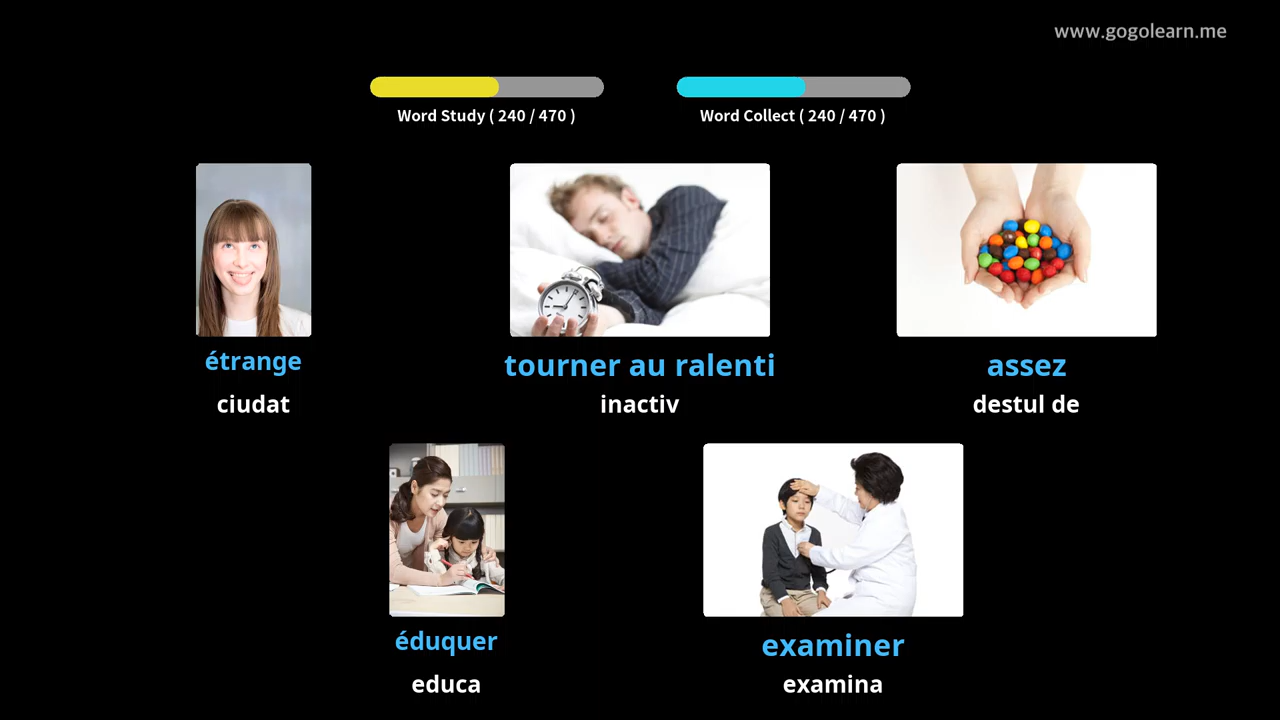 www.gogolearn.me
Word Study ( 240 / 470 )
Word Collect ( 240 / 470 )
étrange
ciudat
tourner au ralenti
inactiv
assez
destul de
éduquer
educa
examiner
examina